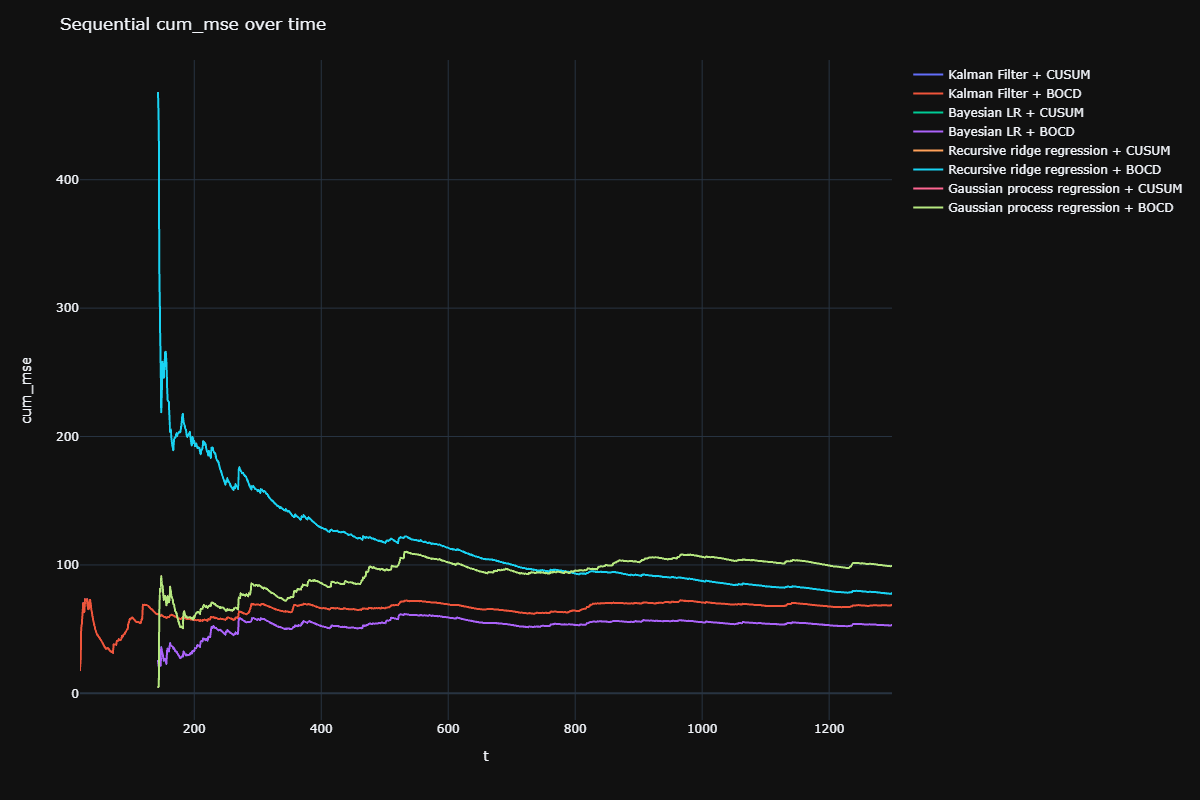 Sequential cum_mse over time
Kalman Filter + CUSUM
Kalman Filter + BOCD
Bayesian LR + CUSUM
Bayesian LR + BOCD
Recursive ridge regression + CUSUM
Recursive ridge regression + BOCD
Gaussian process regression + CUSUM
Gaussian process regression + BOCD
cum_mse
400
300
200
100
0
200 400 600 800 1000 1200
t